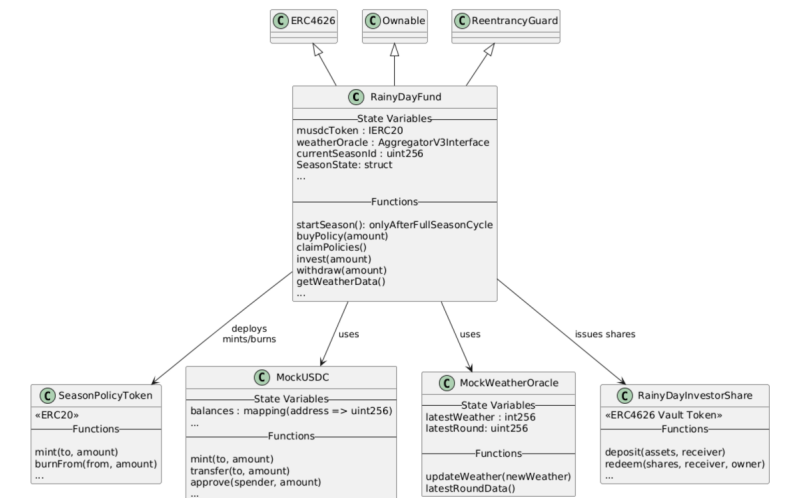 C ERC4626
C Ownable
C ReentrancyGuard
C RainyDayFund
State Variables
musdcToken : IERC20
weatherOracle : AggregatorV3Interface
currentSeasonId : uint256
SeasonState: struct
...
Functions
startSeason(): onlyAfterFullSeasonCycle
buyPolicy(amount)
claimPolicies()
invest(amount)
withdraw(amount)
getWeatherData()
...
deploys
mints/burns
uses
uses
issues shares
C SeasonPolicyToken
«ERC20»
Functions
mint(to, amount)
burnFrom(from, amount)
...
C MockUSDC
State Variables
balances : mapping(address => uint256)
...
Functions
mint(to, amount)
transfer(to, amount)
approve(spender, amount)
...
C MockWeatherOracle
State Variables
latestWeather : int256
latestRound: uint256
Functions
updateWeather(newWeather)
latestRoundData()
C RainyDayInvestorShare
«ERC4626 Vault Token»
Functions
deposit(assets, receiver)
redeem(shares, receiver, owner)
...